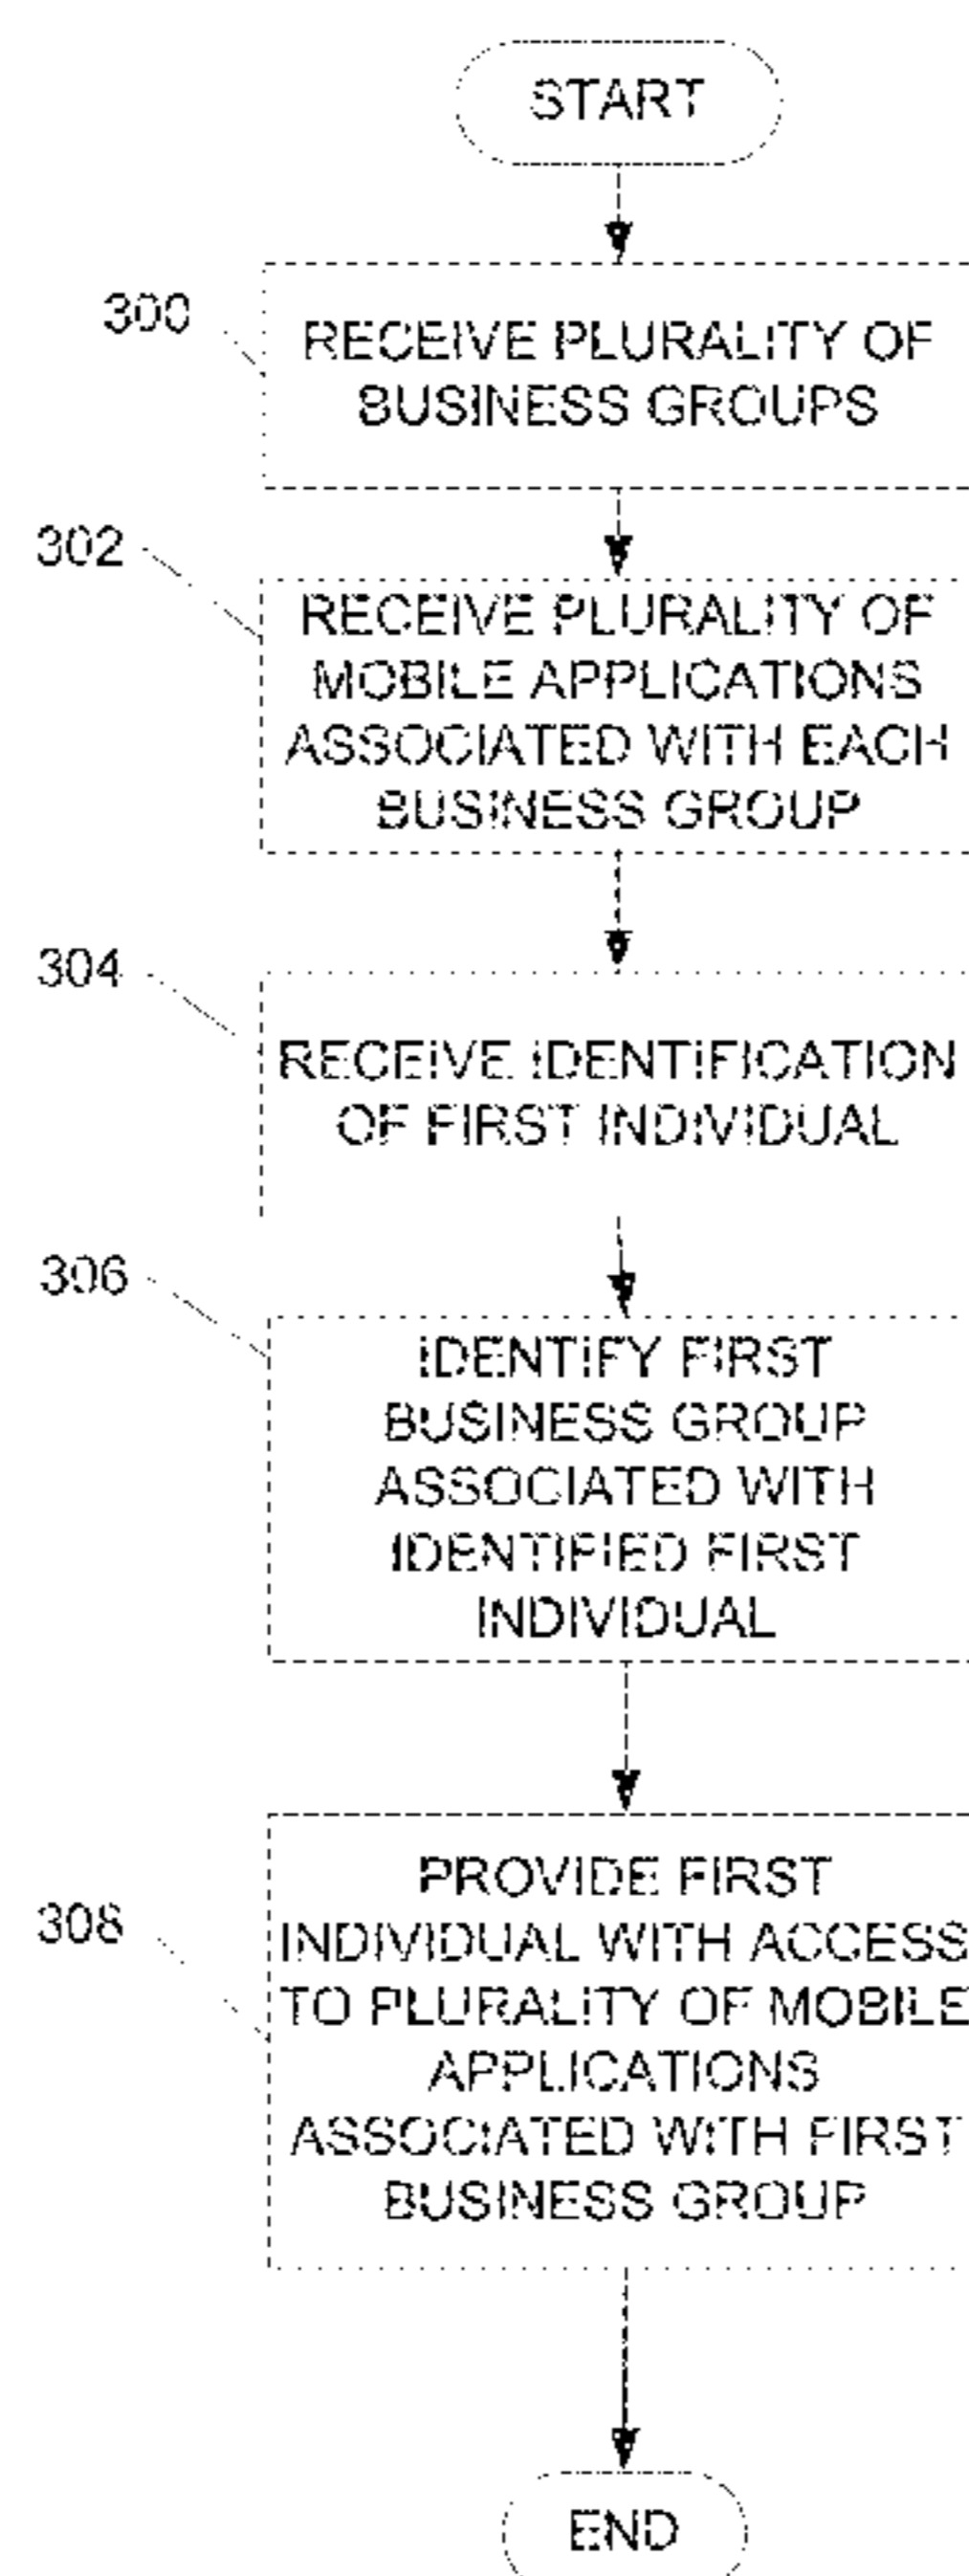 START
300
RECEIVE PLURALITY OF
BUSINESS GROUPS
302
RECEIVE PLURALITY OF
MOBILE APPLICATIONS
ASSOCIATED WITH EACH
BUSINESS GROUP
304
RECEIVE IDENTIFICATION
OF FIRST INDIVIDUAL
306
IDENTIFY FIRST
BUSINESS GROUP
ASSOCIATED WITH
IDENTIFIED FIRST
INDIVIDUAL
308
PROVIDE FIRST
INDIVIDUAL WITH ACCESS
TO PLURALITY OF MOBILE
APPLICATIONS
ASSOCIATED WITH FIRST
BUSINESS GROUP
END